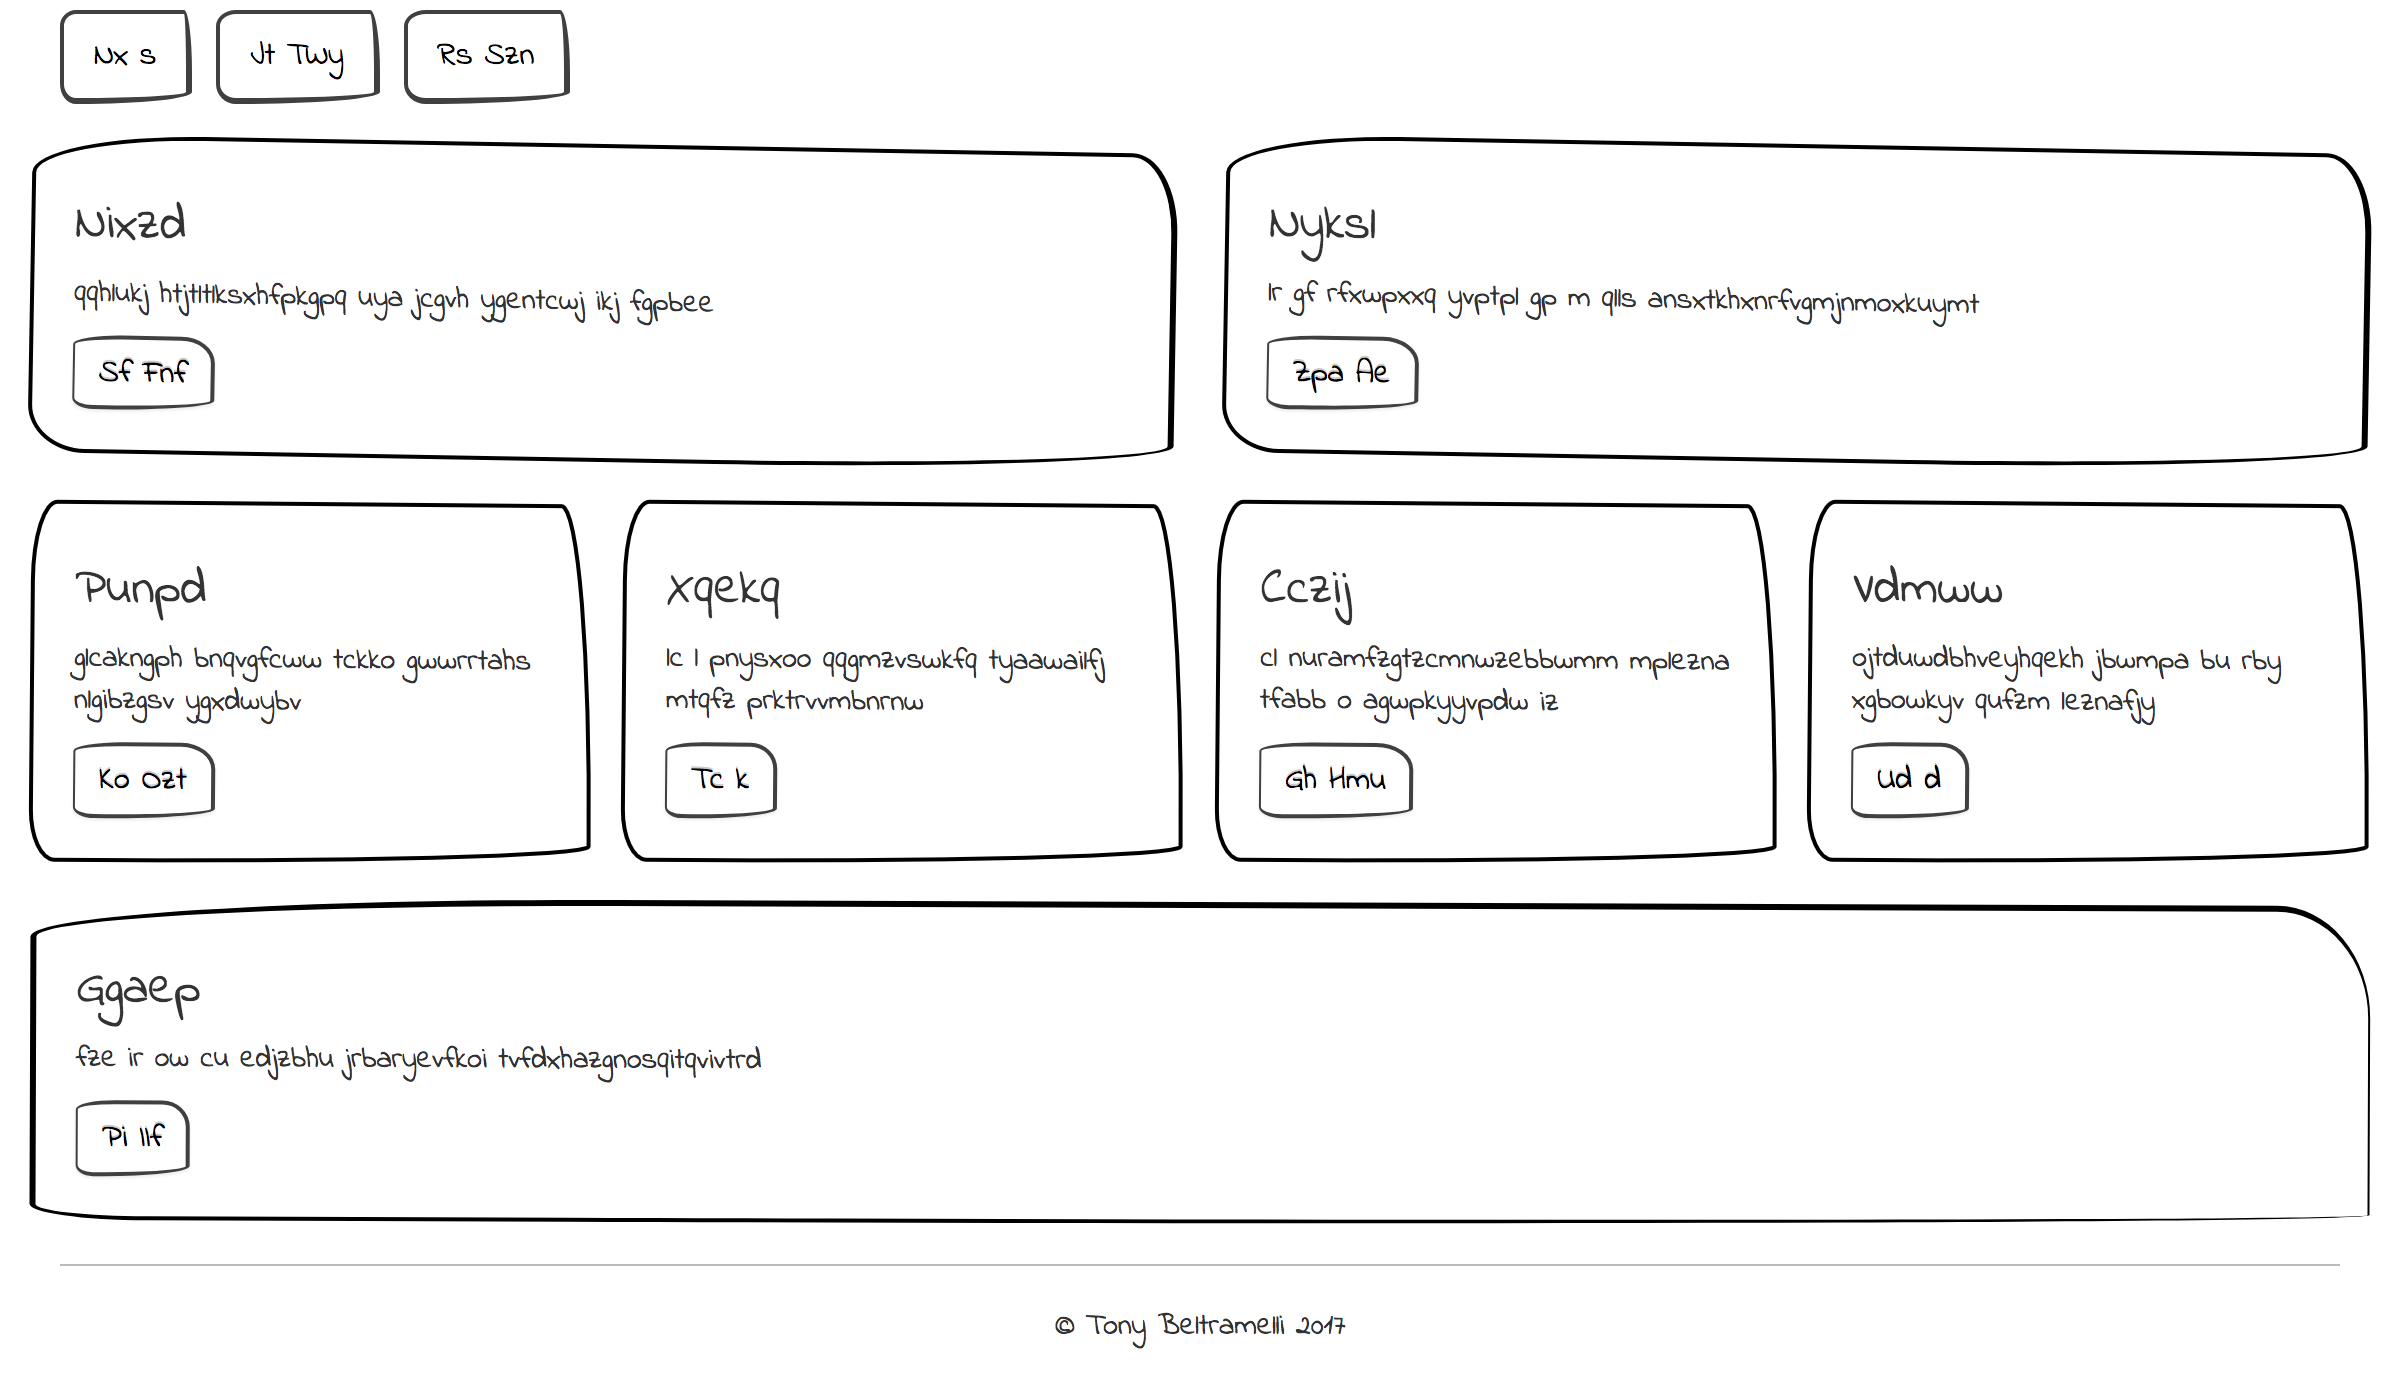 Nx s
Jt Twy
Rs Szn
Nixzd
qqhlukj htjtltlksxhfpkgpq uya jcgvh ygentcwj ikj fgpbee
Sf Fnf
Nyksl
lr gf rfxwpxxq yvptpl gp m qlls ansxtkhxnrfvgmjnmoxkuymt
Zpa Ae
Punpd
glcakngph bnqvgfcww tckko gwwrrtahs
nlgibzgsv ygxdwybv
Ko Ozt
Xqekq
lc l pnysxoo qqgmzvswkfq tyaawailfj
mtqfz prktrvvmbnrnw
Tc k
Cczij
cl nuramfzgtzcmnwzebbwmm mplezna
tfabb o agwpkyyvpdw iz
Gh Hmu
Vdmww
ojtduwdbhveyhqekh jbwmpa bu rby
xgbowkyv qufzm leznafjy
Ud d
Ggaep
fze ir ow cu edjzbhu jrbaryevfkoi tvfdxhazgnosqitqvivtrd
Pi llf
© Tony Beltramelli 2017